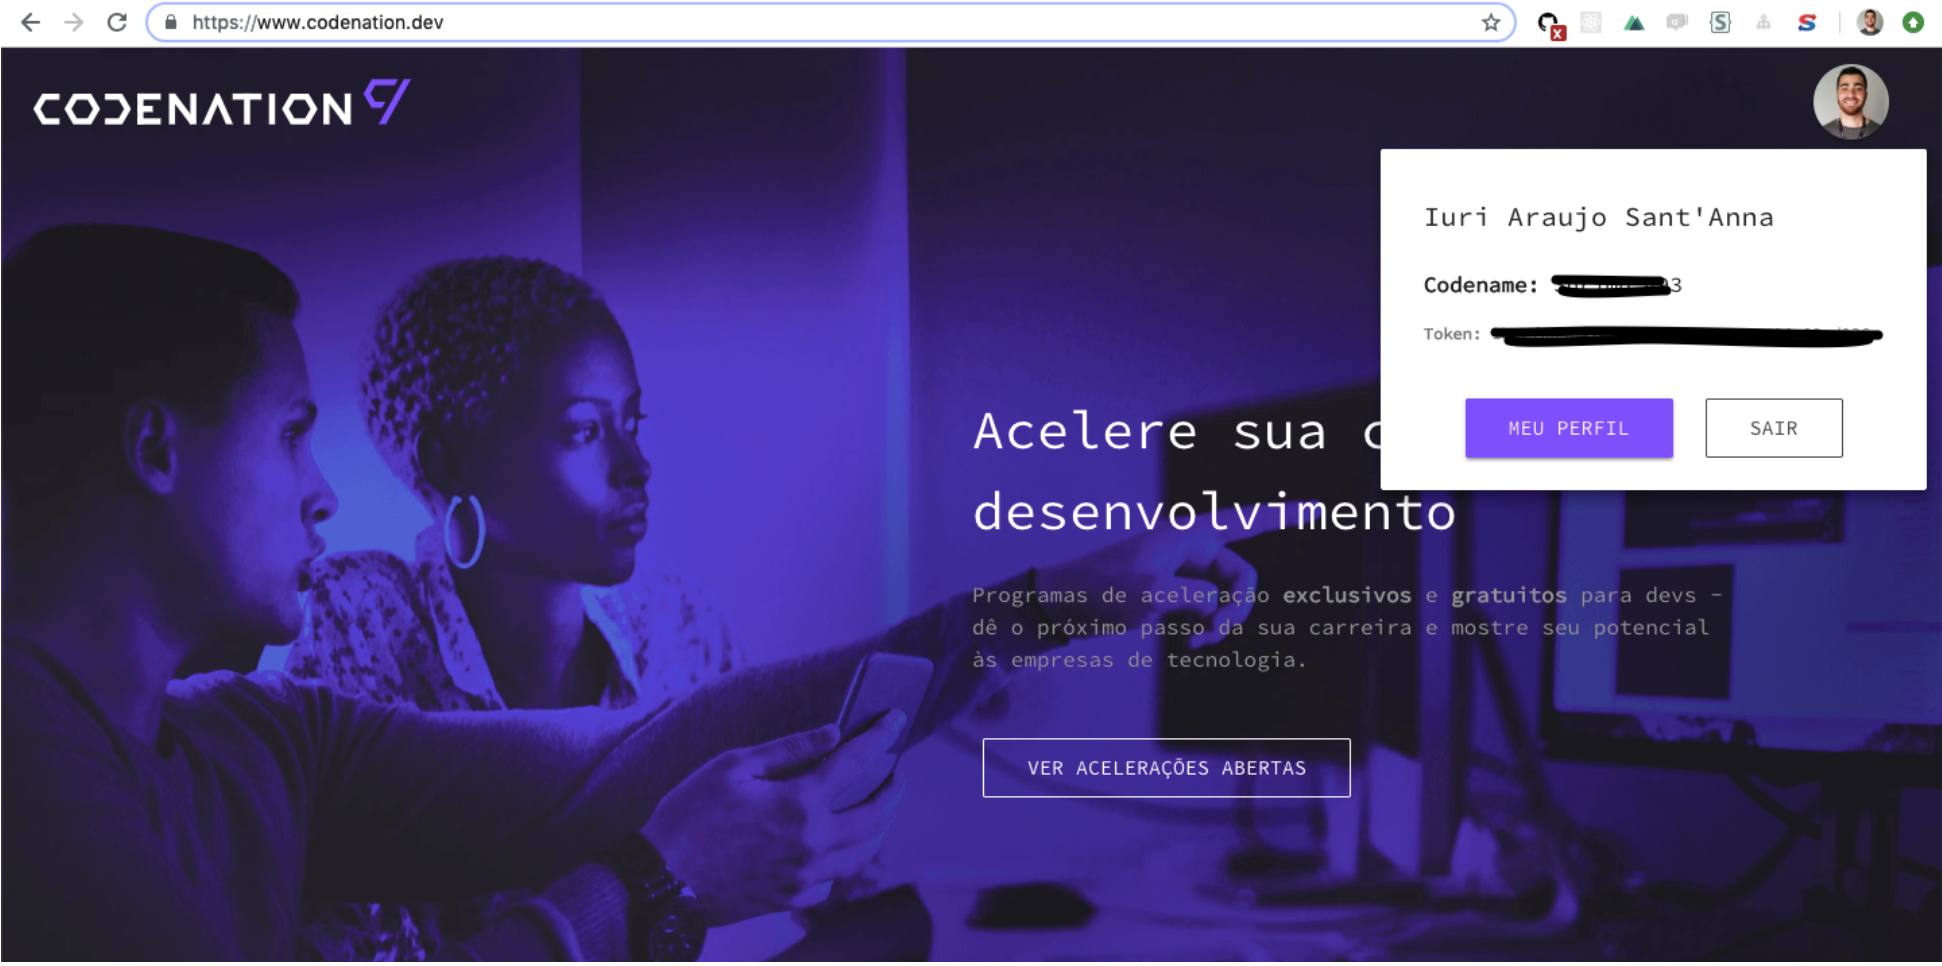 https://www.codenation.dev
CODENATION
Iuri Araujo Sant'Anna
Codename: 3
Token:
MEU PERFIL
SAIR
Acelere sua
desenvolvimento
Programas de aceleração exclusivos e gratuitos para devs –
dê o próximo passo da sua carreira e mostre seu potencial
às empresas de tecnologia.
VER ACELERAÇÕES ABERTAS